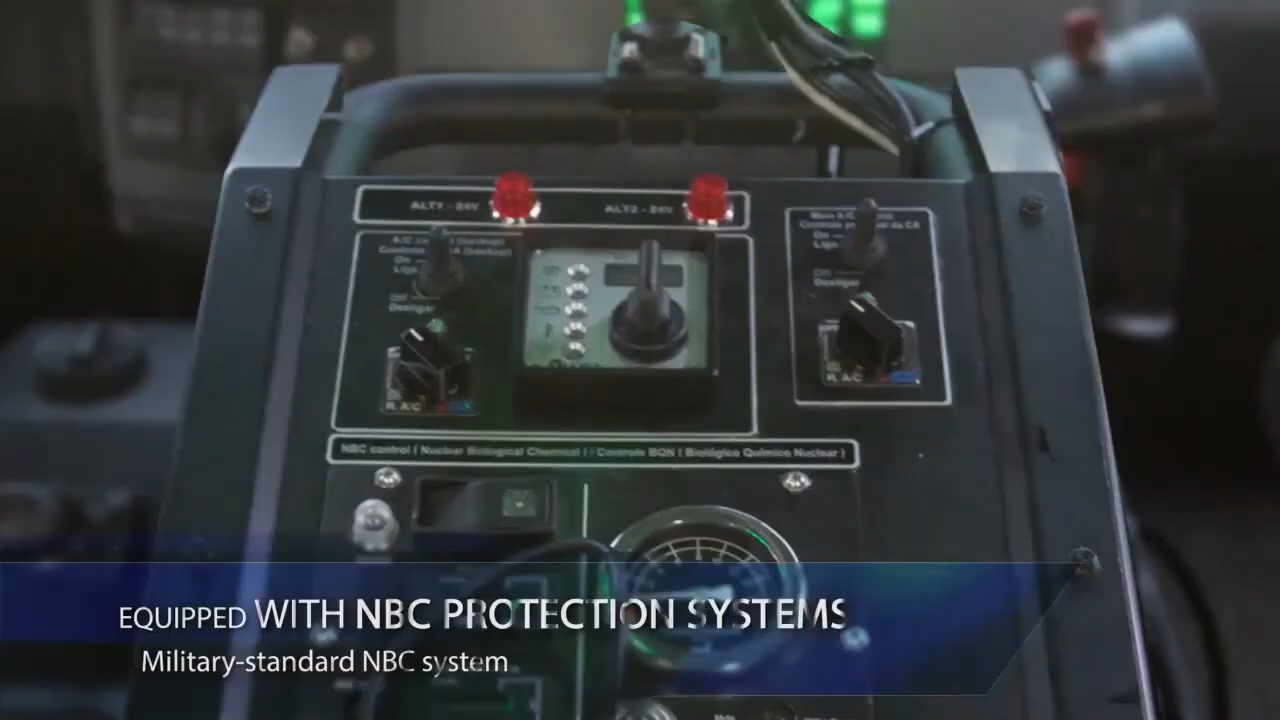 ALT1 - 24V
ALT2 - 24V
On
Liga
Off
Desligar
R. A/C
On
Liga
Off
Desligar
R. A/C
NBC control ( Nuclear Biological Chemical ) / Controle BQN ( Biológico Químico Nuclear )
EQUIPPED WITH NBC PROTECTION SYSTEMS
Military-standard NBC system